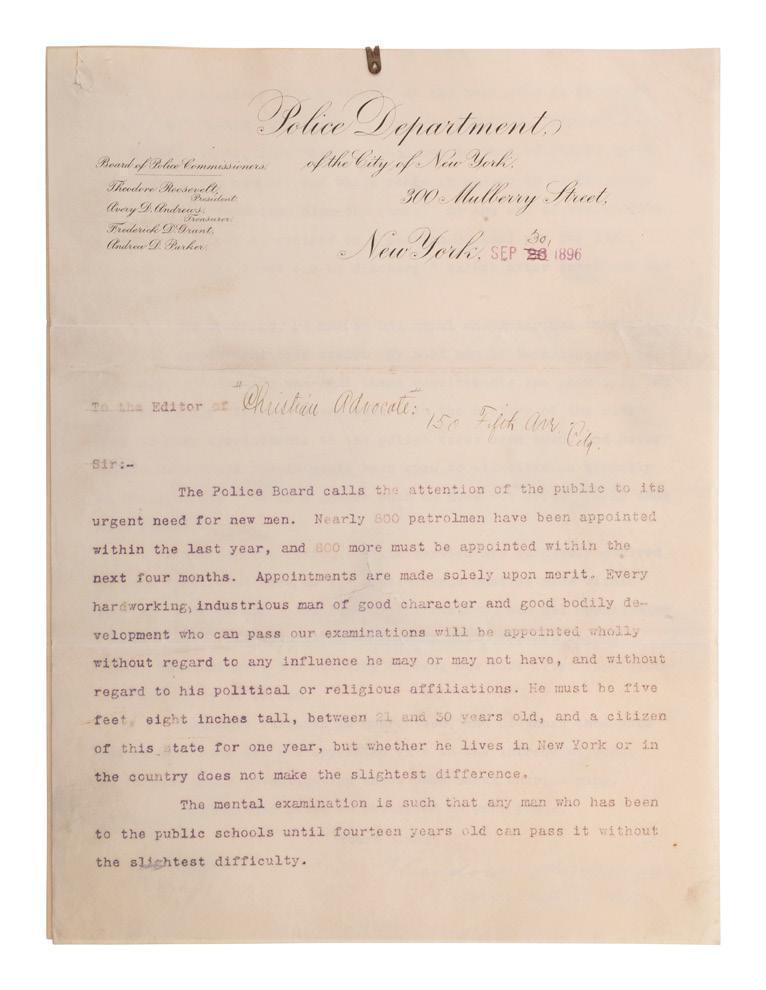 Police Department,
of the City of New York.
300 Mulberry Street,
Board of Police Commissioners.
Theodore Roosevelt,
President.
Avery D. Andrews,
Treasurer.
Frederick D. Grant,
Andrew D. Parker.
New York, SEP 30, 1896
To the Editor of "Christian Advocate:" 150 Fifth Ave. City.
Sir:-
The Police Board calls the attention of the public to its
urgent need for new men. Nearly 800 patrolmen have been appointed
within the last year, and 800 more must be appointed within the
next four months. Appointments are made solely upon merit. Every
hardworking, industrious man of good character and good bodily de-
velopment who can pass our examinations will be appointed wholly
without regard to any influence he may or may not have, and without
regard to his political or religious affiliations. He must be five
feet, eight inches tall, between 21 and 30 years old, and a citizen
of this state for one year, but whether he lives in New York or in
the country does not make the slightest difference.
The mental examination is such that any man who has been
to the public schools until fourteen years old can pass it without
the slightest difficulty.